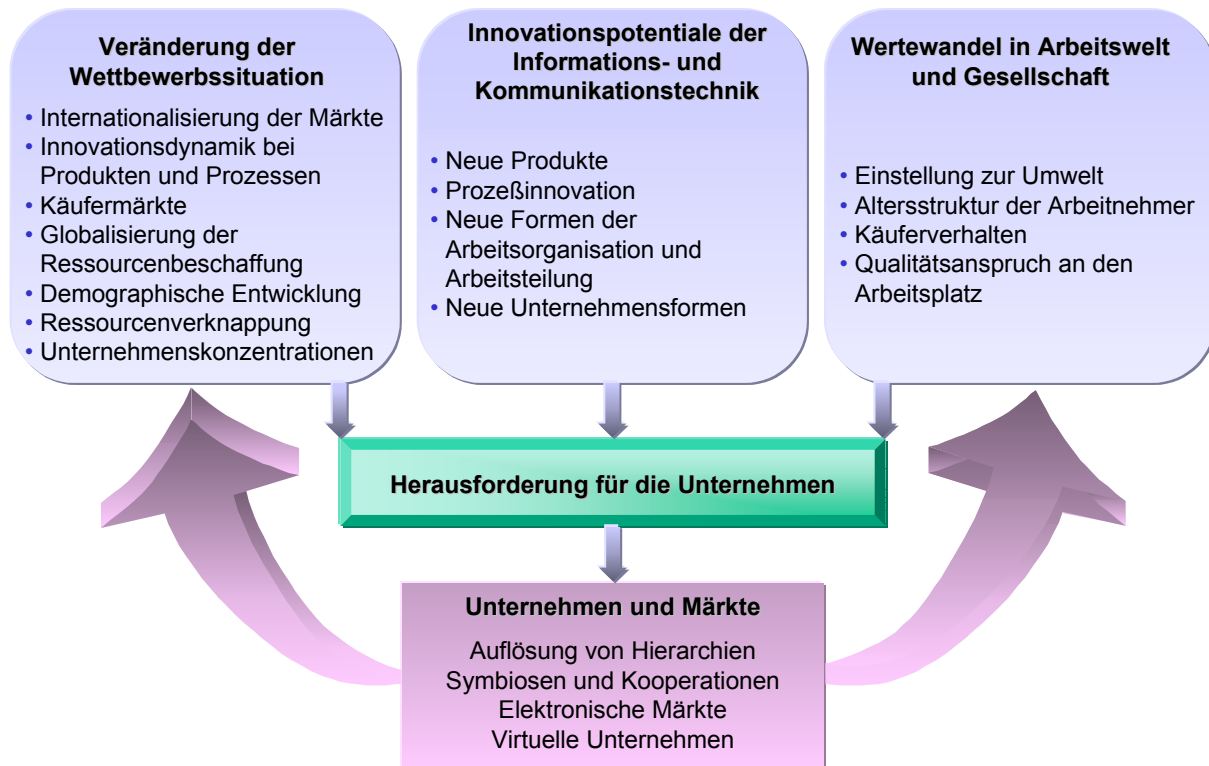 Veränderung der
Wettbewerbssituation
• Internationalisierung der Märkte
• Innovationsdynamik bei
Produkten und Prozessen
• Käufermärkte
• Globalisierung der
Ressourcenbeschaffung
• Demographische Entwicklung
• Ressourcenverknappung
• Unternehmenskonzentrationen
Innovationspotentiale der
Informations- und
Kommunikationstechnik
• Neue Produkte
• Prozeßinnovation
• Neue Formen der
Arbeitsorganisation und
Arbeitsteilung
• Neue Unternehmensformen
Wertewandel in Arbeitswelt
und Gesellschaft
• Einstellung zur Umwelt
• Altersstruktur der Arbeitnehmer
• Käuferverhalten
• Qualitätsanspruch an den
Arbeitsplatz
Herausforderung für die Unternehmen
Unternehmen und Märkte
Auflösung von Hierarchien
Symbiosen und Kooperationen
Elektronische Märkte
Virtuelle Unternehmen